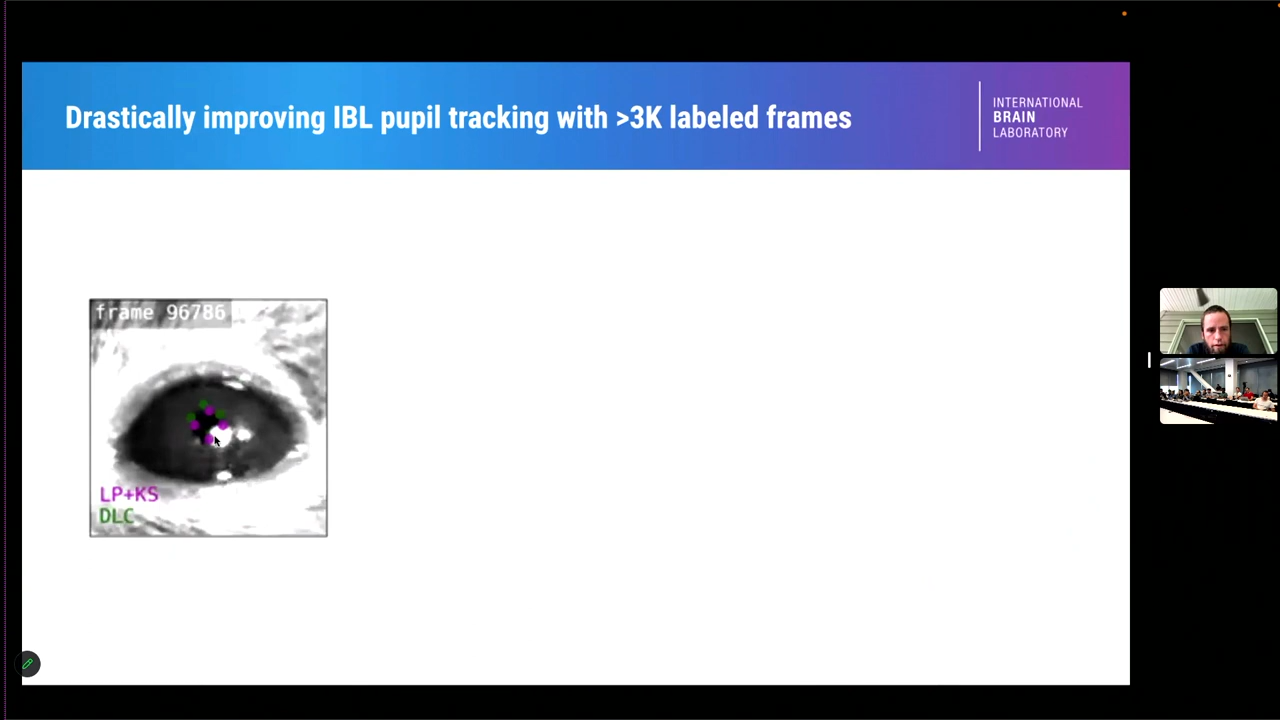 Drastically improving IBL pupil tracking with >3K labeled frames
INTERNATIONAL
BRAIN
LABORATORY
frame 96786
LP+KS
DLC